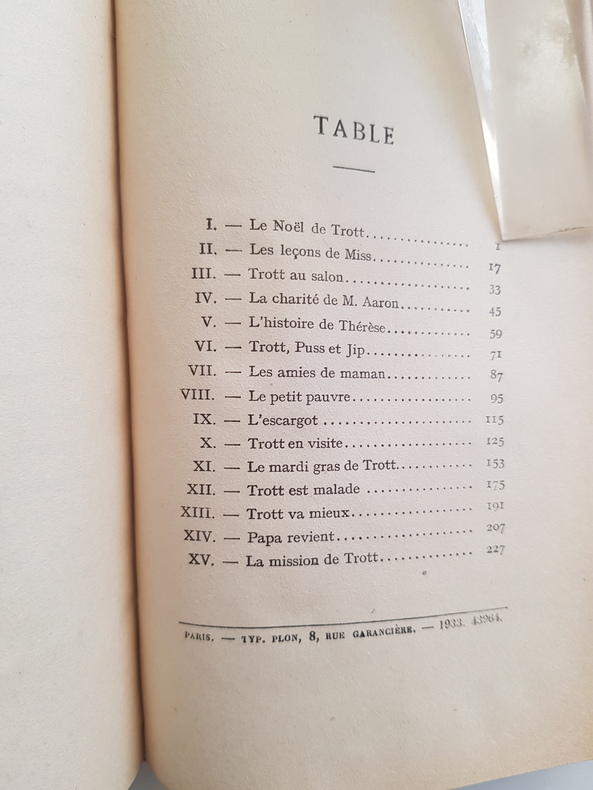 TABLE
I. — Le Noël de Trott.................. 1
II. — Les leçons de Miss.................. 17
III. — Trott au salon.................. 33
IV. — La charité de M. Aaron.................. 45
V. — L'histoire de Thérèse.................. 59
VI. — Trott, Puss et Jip.................. 71
VII. — Les amies de maman.................. 87
VIII. — Le petit pauvre.................. 95
IX. — L'escargot .................. 115
X. — Trott en visite.................. 125
XI. — Le mardi gras de Trott.................. 153
XII. — Trott est malade .................. 175
XIII. — Trott va mieux.................. 191
XIV. — Papa revient.................. 207
XV. — La mission de Trott.................. 227
PARIS. — TYP. PLON, 8, RUE GARANCIÈRE. — 1933. 43964.